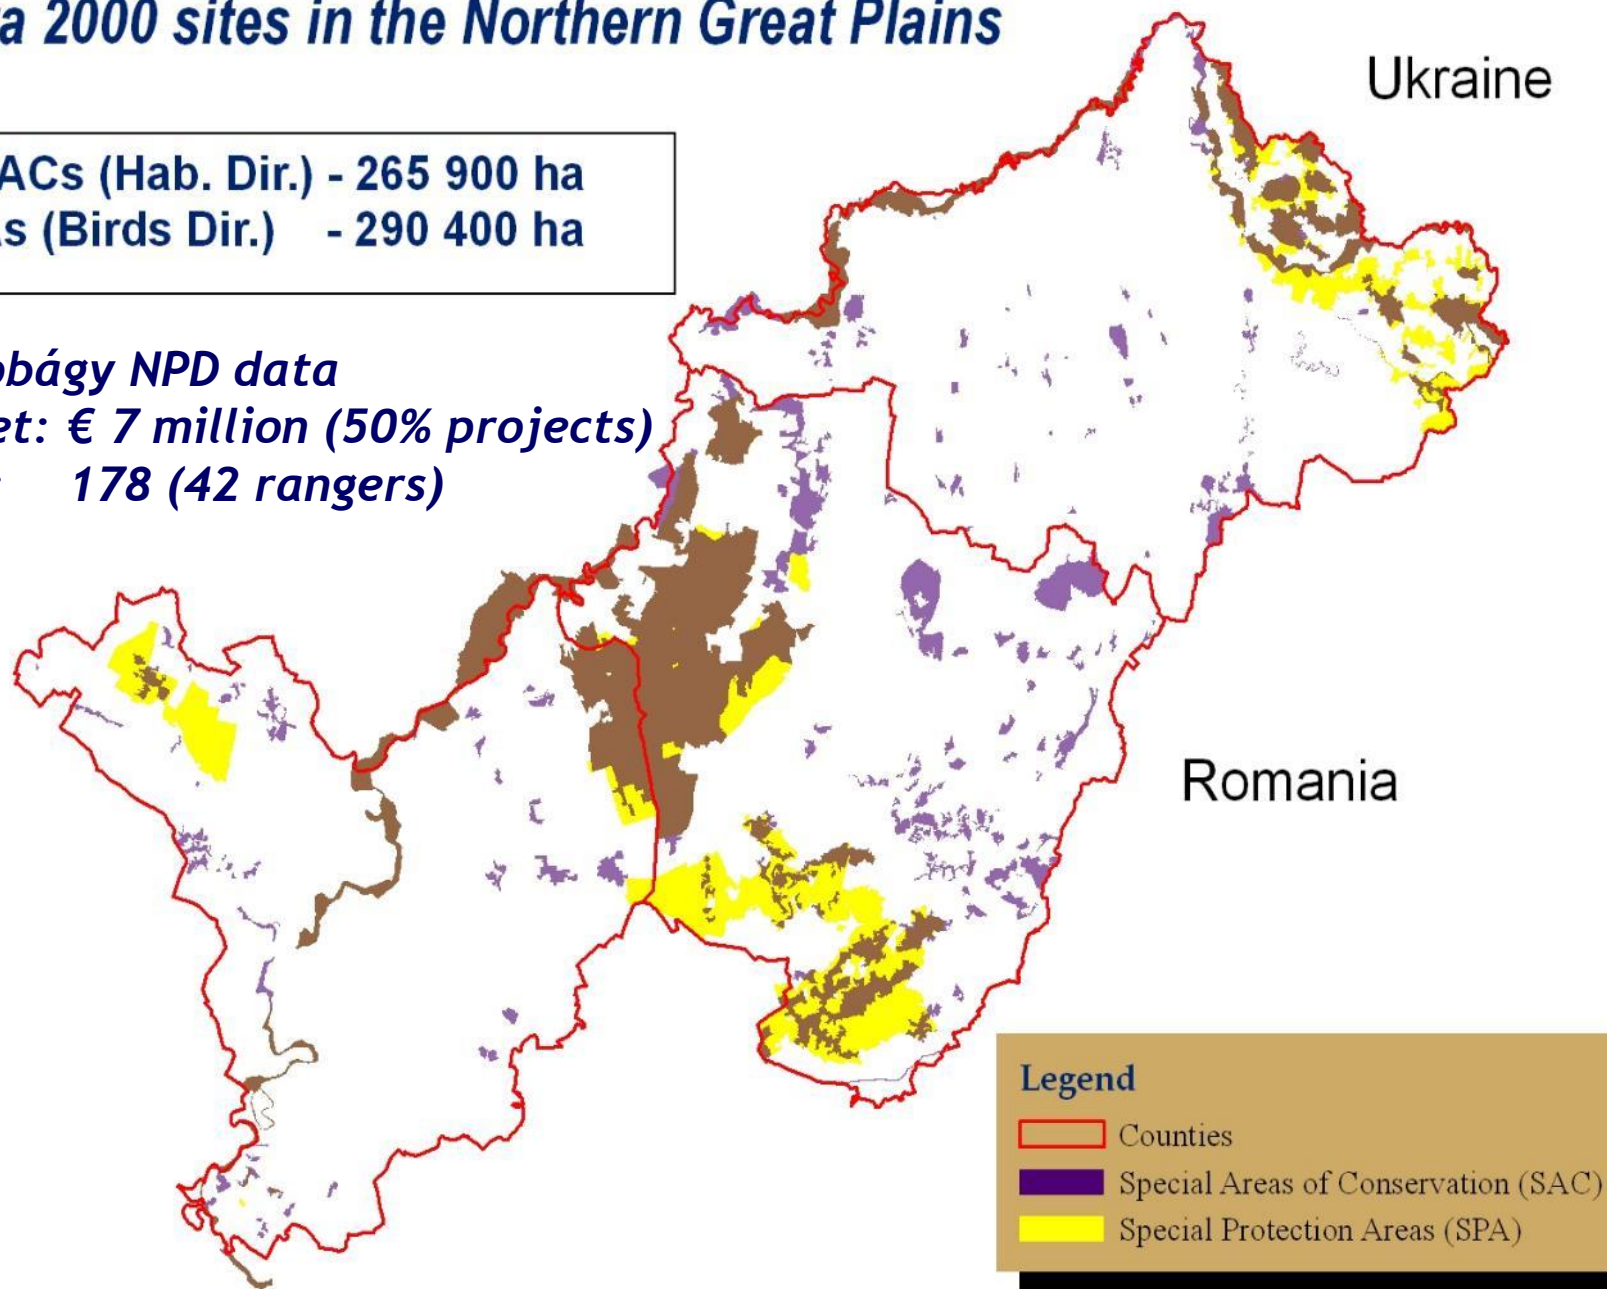 a 2000 sites in the Northern Great Plains
Ukraine
ACs (Hab. Dir.) - 265 900 ha
s (Birds Dir.) - 290 400 ha
obágy NPD data
et: € 7 million (50% projects)
178 (42 rangers)
Romania
Legend
Counties
Special Areas of Conservation (SAC)
Special Protection Areas (SPA)